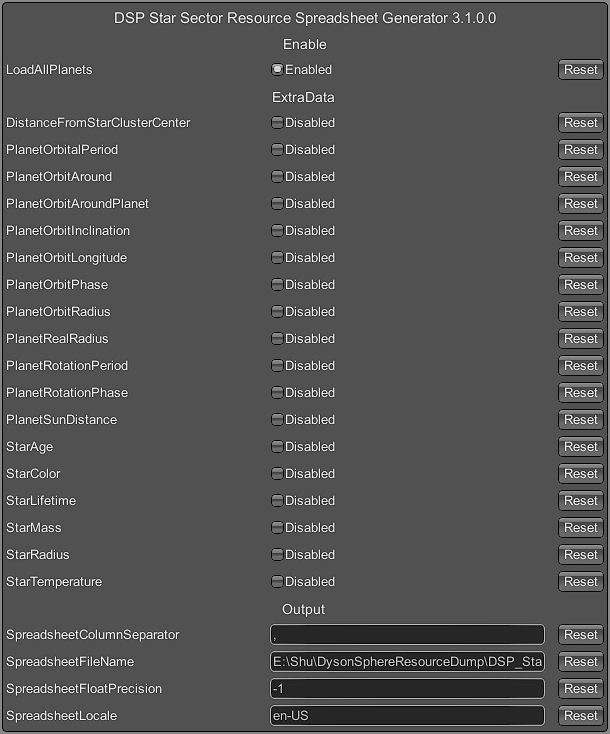 DSP Star Sector Resource Spreadsheet Generator 3.1.0.0
Enable
LoadAllPlanets Enabled Reset
ExtraData
DistanceFromStarClusterCenter Disabled Reset
PlanetOrbitalPeriod Disabled Reset
PlanetOrbitAround Disabled Reset
PlanetOrbitAroundPlanet Disabled Reset
PlanetOrbitInclination Disabled Reset
PlanetOrbitLongitude Disabled Reset
PlanetOrbitPhase Disabled Reset
PlanetOrbitRadius Disabled Reset
PlanetRealRadius Disabled Reset
PlanetRotationPeriod Disabled Reset
PlanetRotationPhase Disabled Reset
PlanetSunDistance Disabled Reset
StarAge Disabled Reset
StarColor Disabled Reset
StarLifetime Disabled Reset
StarMass Disabled Reset
StarRadius Disabled Reset
StarTemperature Disabled Reset
Output
SpreadsheetColumnSeparator , Reset
SpreadsheetFileName E:\Shu\DysonSphereResourceDump\DSP_Sta Reset
SpreadsheetFloatPrecision -1 Reset
SpreadsheetLocale en-US Reset